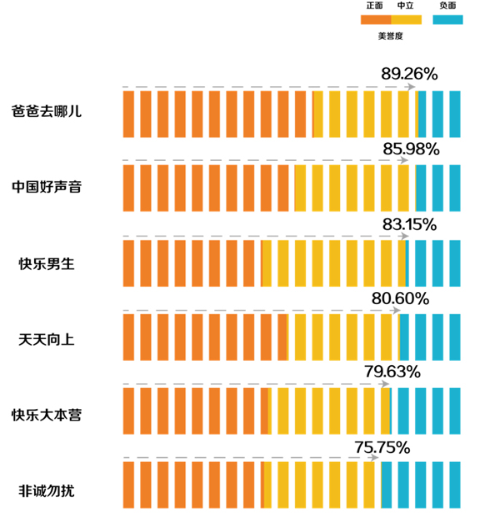 正面 中立 负面
美誉度
89.26%
爸爸去哪儿
85.98%
中国好声音
83.15%
快乐男生
80.60%
天天向上
79.63%
快乐大本营
75.75%
非诚勿扰